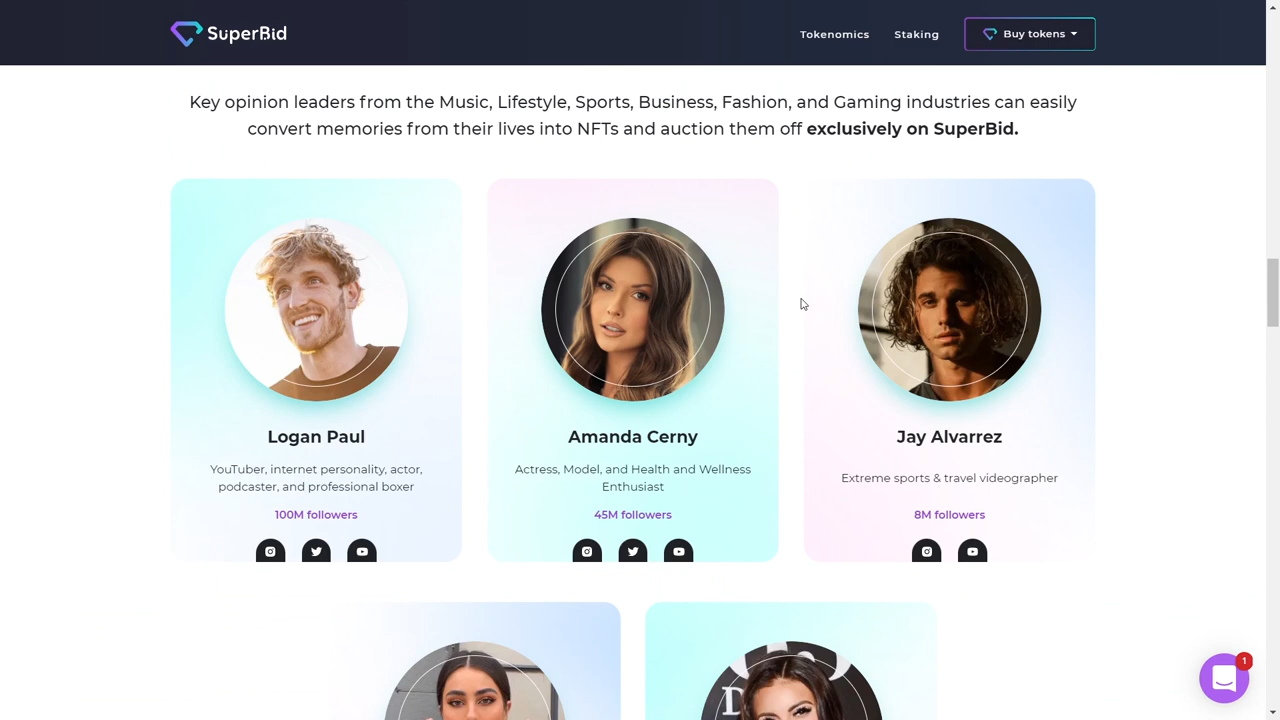 SuperBid
Tokenomics
Staking
Buy tokens
Key opinion leaders from the Music, Lifestyle, Sports, Business, Fashion, and Gaming industries can easily
convert memories from their lives into NFTs and auction them off exclusively on SuperBid.
Logan Paul
YouTuber, internet personality, actor,
podcaster, and professional boxer
100M followers
Amanda Cerny
Actress, Model, and Health and Wellness
Enthusiast
45M followers
Jay Alvarrez
Extreme sports & travel videographer
8M followers
D
1